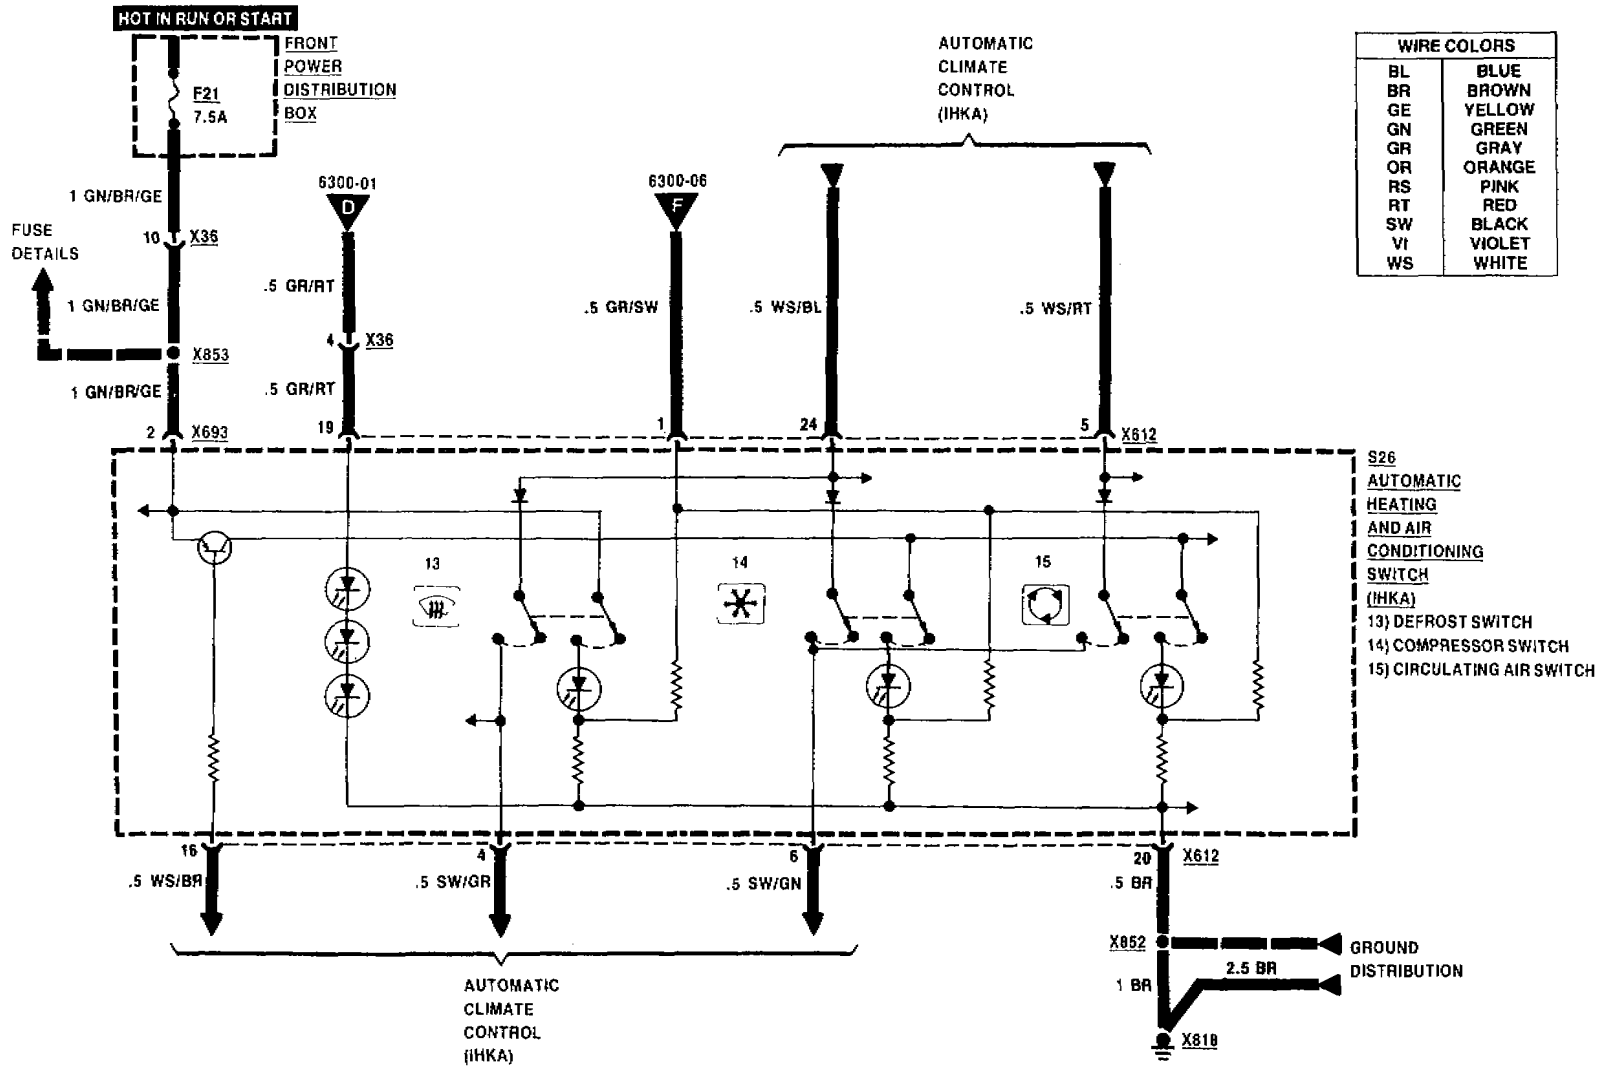 HOT IN RUN OR START
FRONT
POWER
DISTRIBUTION
BOX
F21
7.5A
AUTOMATIC
CLIMATE
CONTROL
(IHKA)
WIRE COLORS
BL BLUE
BR BROWN
GE YELLOW
GN GREEN
GR GRAY
OR ORANGE
RS PINK
RT RED
SW BLACK
VI VIOLET
WS WHITE
1 GN/BR/GE
10 X36
FUSE
DETAILS
1 GN/BR/GE
X853
1 GN/BR/GE
2 X693
6300-01
D
.5 GR/RT
4 X36
.5 GR/RT
19
6300-06
F
.5 GR/SW
1
.5 WS/BL
24
.5 WS/RT
5 X612
S26
AUTOMATIC
HEATING
AND AIR
CONDITIONING
SWITCH
(IHKA)
13) DEFROST SWITCH
14) COMPRESSOR SWITCH
15) CIRCULATING AIR SWITCH
13
14
15
16
.5 WS/BR
4
.5 SW/GR
6
.5 SW/GN
20 X612
.5 BR
X852
GROUND
DISTRIBUTION
1 BR
2.5 BR
X818
AUTOMATIC
CLIMATE
CONTROL
(IHKA)